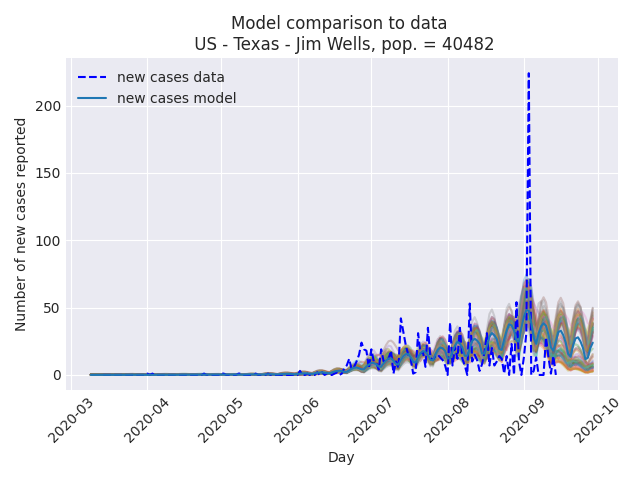 Model comparison to data
US - Texas - Jim Wells, pop. = 40482
new cases data
new cases model
Number of new cases reported
200
150
100
50
0
2020-03
2020-04
2020-05
2020-06
2020-07
2020-08
2020-09
2020-10
Day